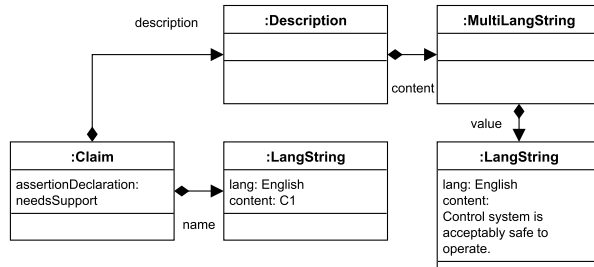 description
:Description
:MultiLangString
content
value
:Claim
assertionDeclaration:
needsSupport
name
:LangString
lang: English
content: C1
:LangString
lang: English
content:
Control system is
acceptably safe to
operate.